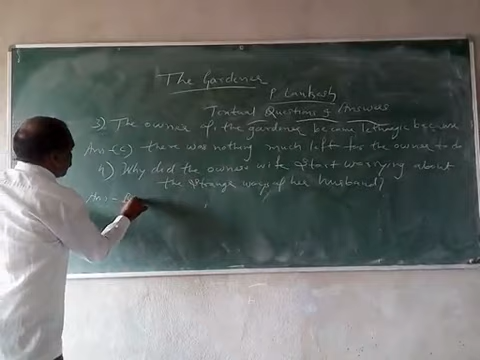 The Gardener
P. Lankesh
Textual Questions & Answers
3) The owner of the gardener became lethargic because
Ans-(c) there was nothing much left for the owner to do
4) Why did the owner wife start worrying about
the strange ways of her husband?
Ans:-